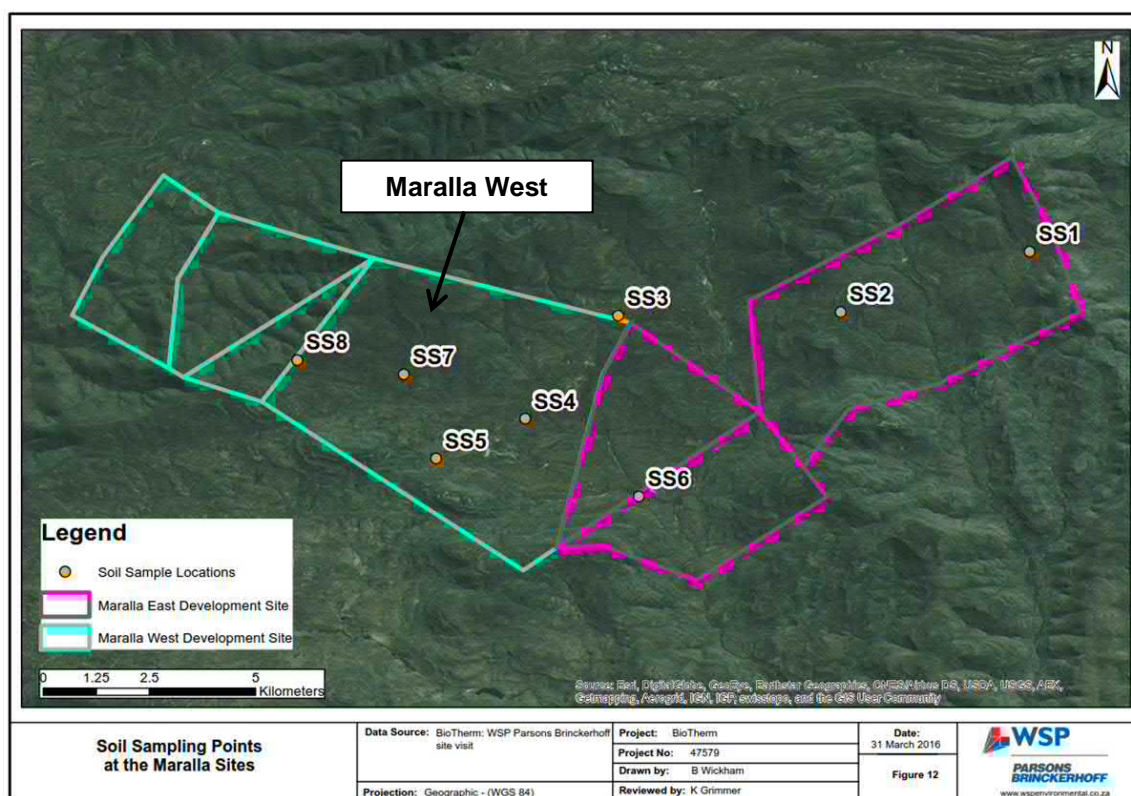 N
Maralla West
SS1
SS3
SS2
SS8
SS7
SS4
SS5
SS6
Legend
Soil Sample Locations
Maralla East Development Site
Maralla West Development Site
0 1.25 2.5 5
Kilometers
Source: Esri, DigitalGlobe, GeoEye, Earthstar Geographics, CNES/Airbus DS, USDA, USGS, AEX,
Getmapping, Aerogrid, IGN, IGP, swisstopo, and the GIS User Community
Soil Sampling Points
at the Maralla Sites
Data Source: BioTherm: WSP Parsons Brinckerhoff
site visit
Projection: Geographic - (WGS 84)
Project: BioTherm
Project No: 47579
Drawn by: B Wickham
Reviewed by: K Grimmer
Date:
31 March 2016
Figure 12
WSP
PARSONS
BRINCKERHOFF
www.wspenvironmental.co.za